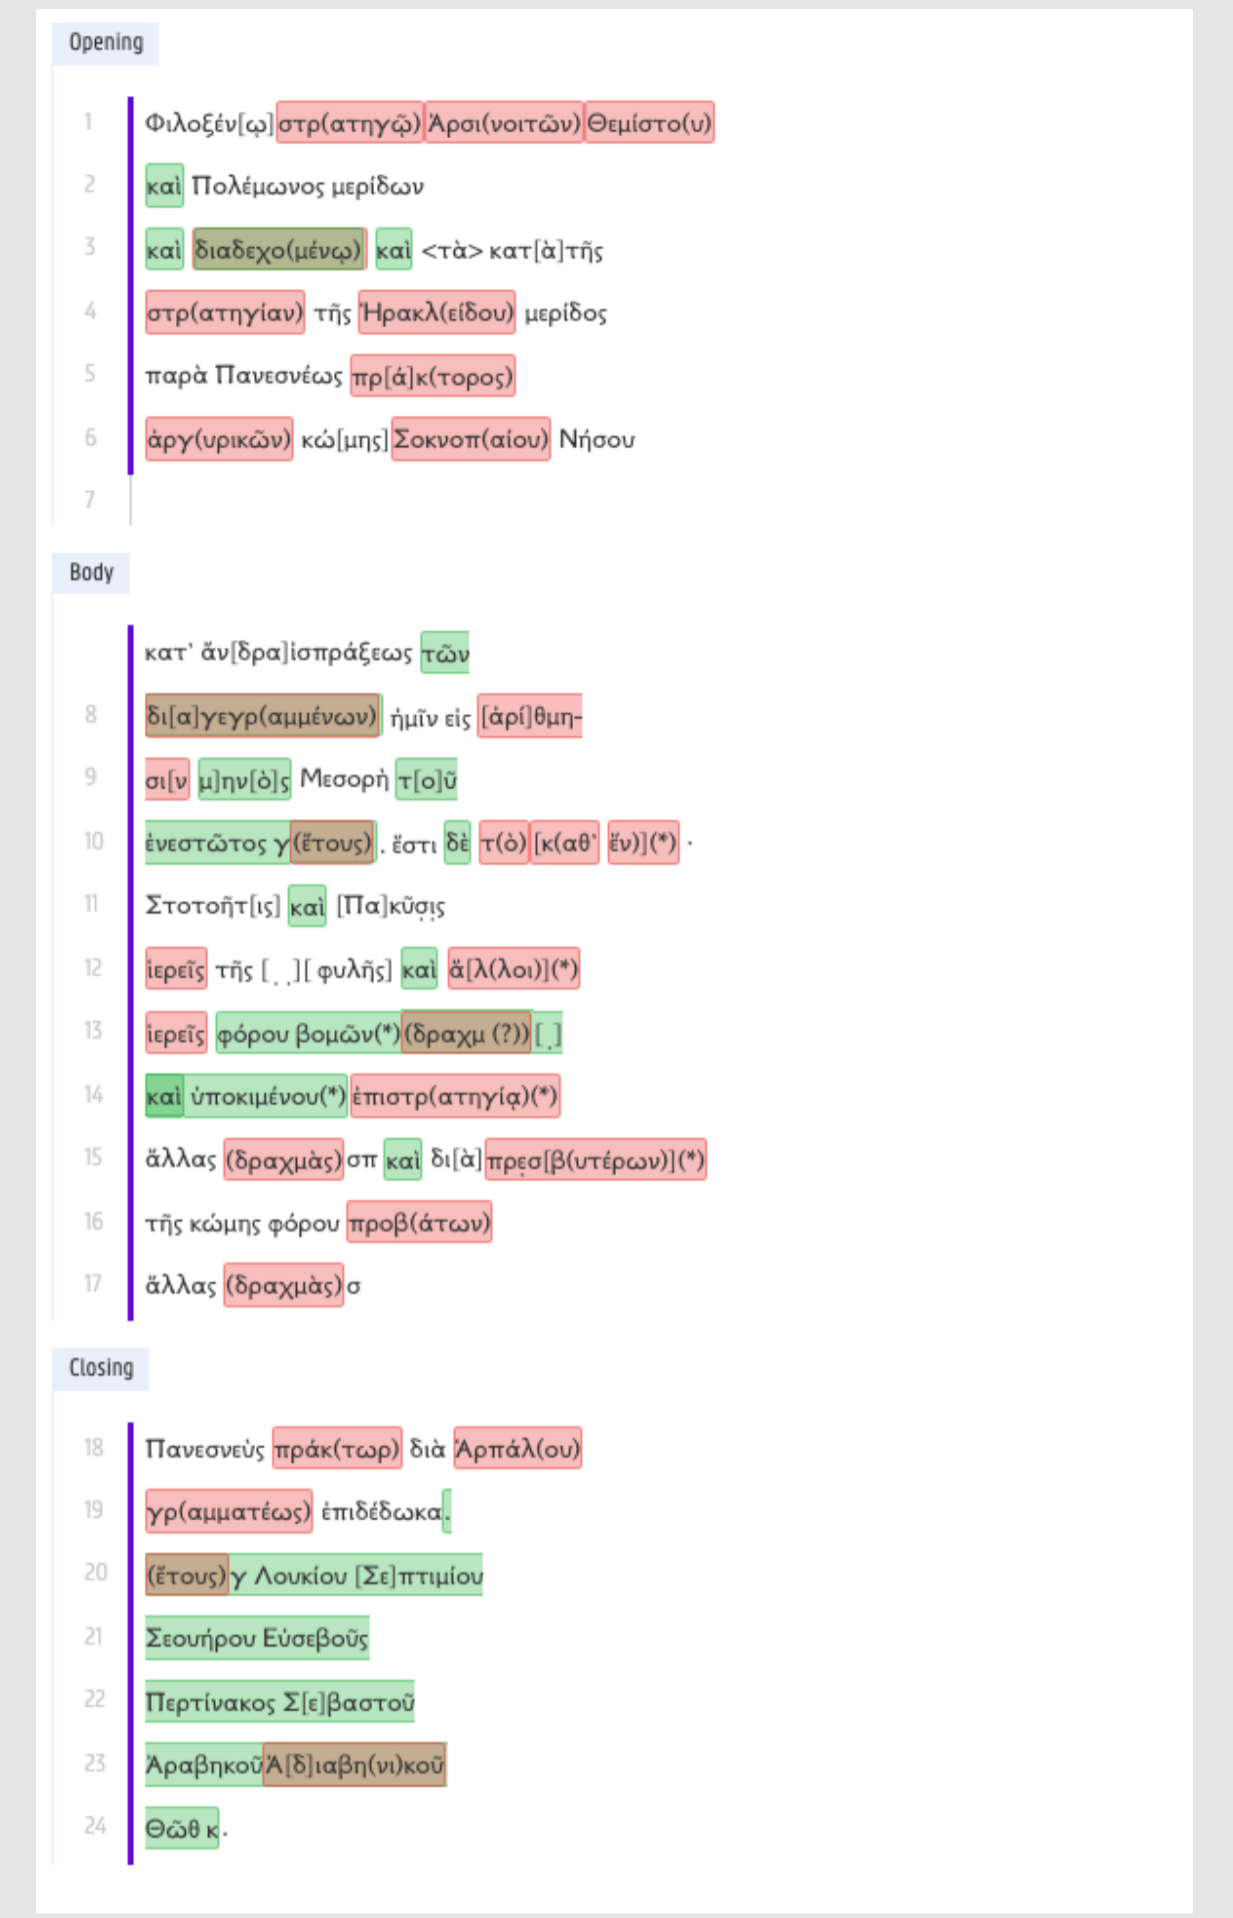 Opening
1 Φιλοξέν[ῳ] στρ(ατηγῷ) Ἀρσι(νοιτῶν) Θεμίστο(υ)
2 καὶ Πολέμωνος μερίδων
3 καὶ διαδεχο(μένῳ) καὶ <τὰ> κατ[ὰ] τῆς
4 στρ(ατηγίαν) τῆς Ἡρακλ(είδου) μερίδος
5 παρὰ Πανεσνέως πρ[ά]κ(τορος)
6 ἀργ(υρικῶν) κώ[μης] Σοκνοπ(αίου) Νήσου
7
Body
κατʼ ἄν[δρα] ἰσπράξεως τῶν
8 δι[α]γεγρ(αμμένων) ἡμῖν εἰς [ἀρί]θμη-
9 σι[ν μ]ην[ὸ]ς Μεσορὴ τ[ο]ῦ
10 ἐνεστῶτος γ (ἔτους). ἔστι δὲ τ(ὸ) [κ(αθʼ ἕν)](*) ·
11 Στοτοῆτ[ις] καὶ [Πα]κῦσ̣ι̣ς
12 ἱερεῖς τῆς [ ̣ ̣][ φυλῆς] καὶ ἄ[λ(λοι)](*)
13 ἱερεῖς φόρου βομῶν(*) (δραχμ (?)) [ ̣]
14 καὶ ὑποκιμένου(*) ἐπιστρ(ατηγίᾳ)(*)
15 ἄλλας (δραχμὰς) σπ καὶ δι[ὰ] πρε̣σ[β(υτέρων)](*)
16 τῆς κώμης φόρου προβ(άτων)
17 ἄλλας (δραχμὰς) σ
Closing
18 Πανεσνεὺς πράκ(τωρ) διὰ Ἁρπάλ(ου)
19 γρ(αμματέως) ἐπιδέδωκα.
20 (ἔτους) γ Λουκίου [Σε]πτιμίου
21 Σεουήρου Εὐσεβοῦς
22 Περτίνακος Σ[ε]βαστοῦ
23 Ἀραβηκοῦ Ἀ[δ]ιαβη(νι)κοῦ
24 Θῶθ κ.